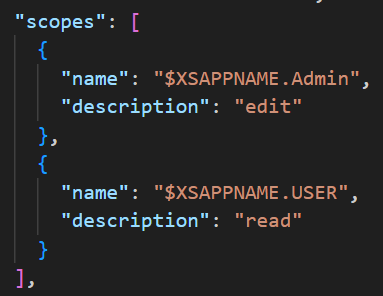 "scopes": [
{
"name": "$XSAPPNAME.Admin",
"description": "edit"
},
{
"name": "$XSAPPNAME.USER",
"description": "read"
}
],